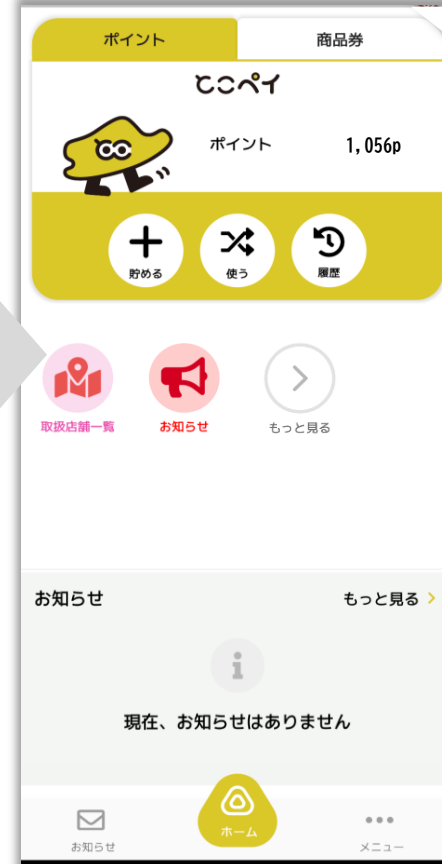 ポイント 商品券
とこペイ
ポイント 1,056p
貯める 使う 履歴
取扱店舗一覧 お知らせ もっと見る
お知らせ もっと見る
現在、お知らせはありません
お知らせ ホーム メニュー